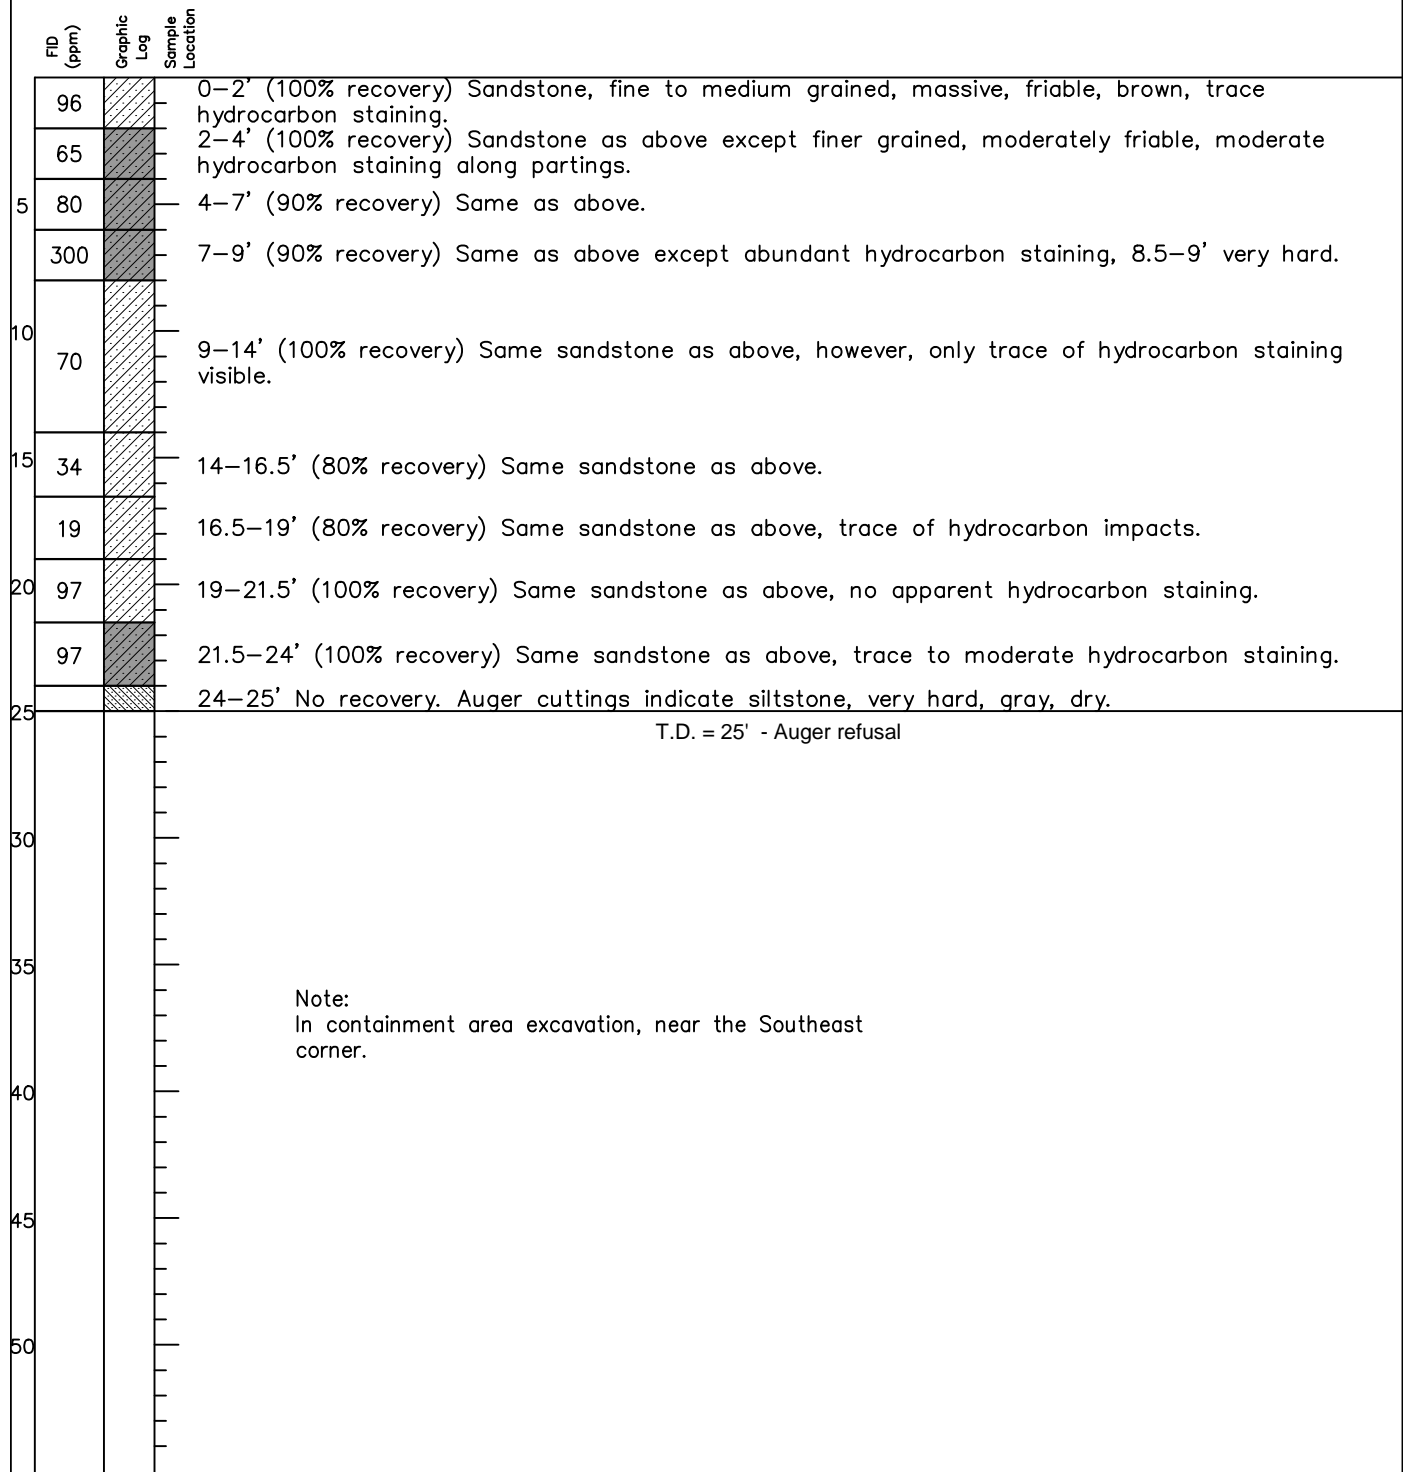 FID
(ppm)
Graphic
Log
Sample
Location
96
0–2' (100% recovery) Sandstone, fine to medium grained, massive, friable, brown, trace
hydrocarbon staining.
65
2–4' (100% recovery) Sandstone as above except finer grained, moderately friable, moderate
hydrocarbon staining along partings.
5
80
4–7' (90% recovery) Same as above.
300
7–9' (90% recovery) Same as above except abundant hydrocarbon staining, 8.5–9' very hard.
10
70
9–14' (100% recovery) Same sandstone as above, however, only trace of hydrocarbon staining
visible.
15
34
14–16.5' (80% recovery) Same sandstone as above.
19
16.5–19' (80% recovery) Same sandstone as above, trace of hydrocarbon impacts.
20
97
19–21.5' (100% recovery) Same sandstone as above, no apparent hydrocarbon staining.
97
21.5–24' (100% recovery) Same sandstone as above, trace to moderate hydrocarbon staining.
24–25' No recovery. Auger cuttings indicate siltstone, very hard, gray, dry.
25
T.D. = 25' - Auger refusal
30
35
Note:
In containment area excavation, near the Southeast
corner.
40
45
50